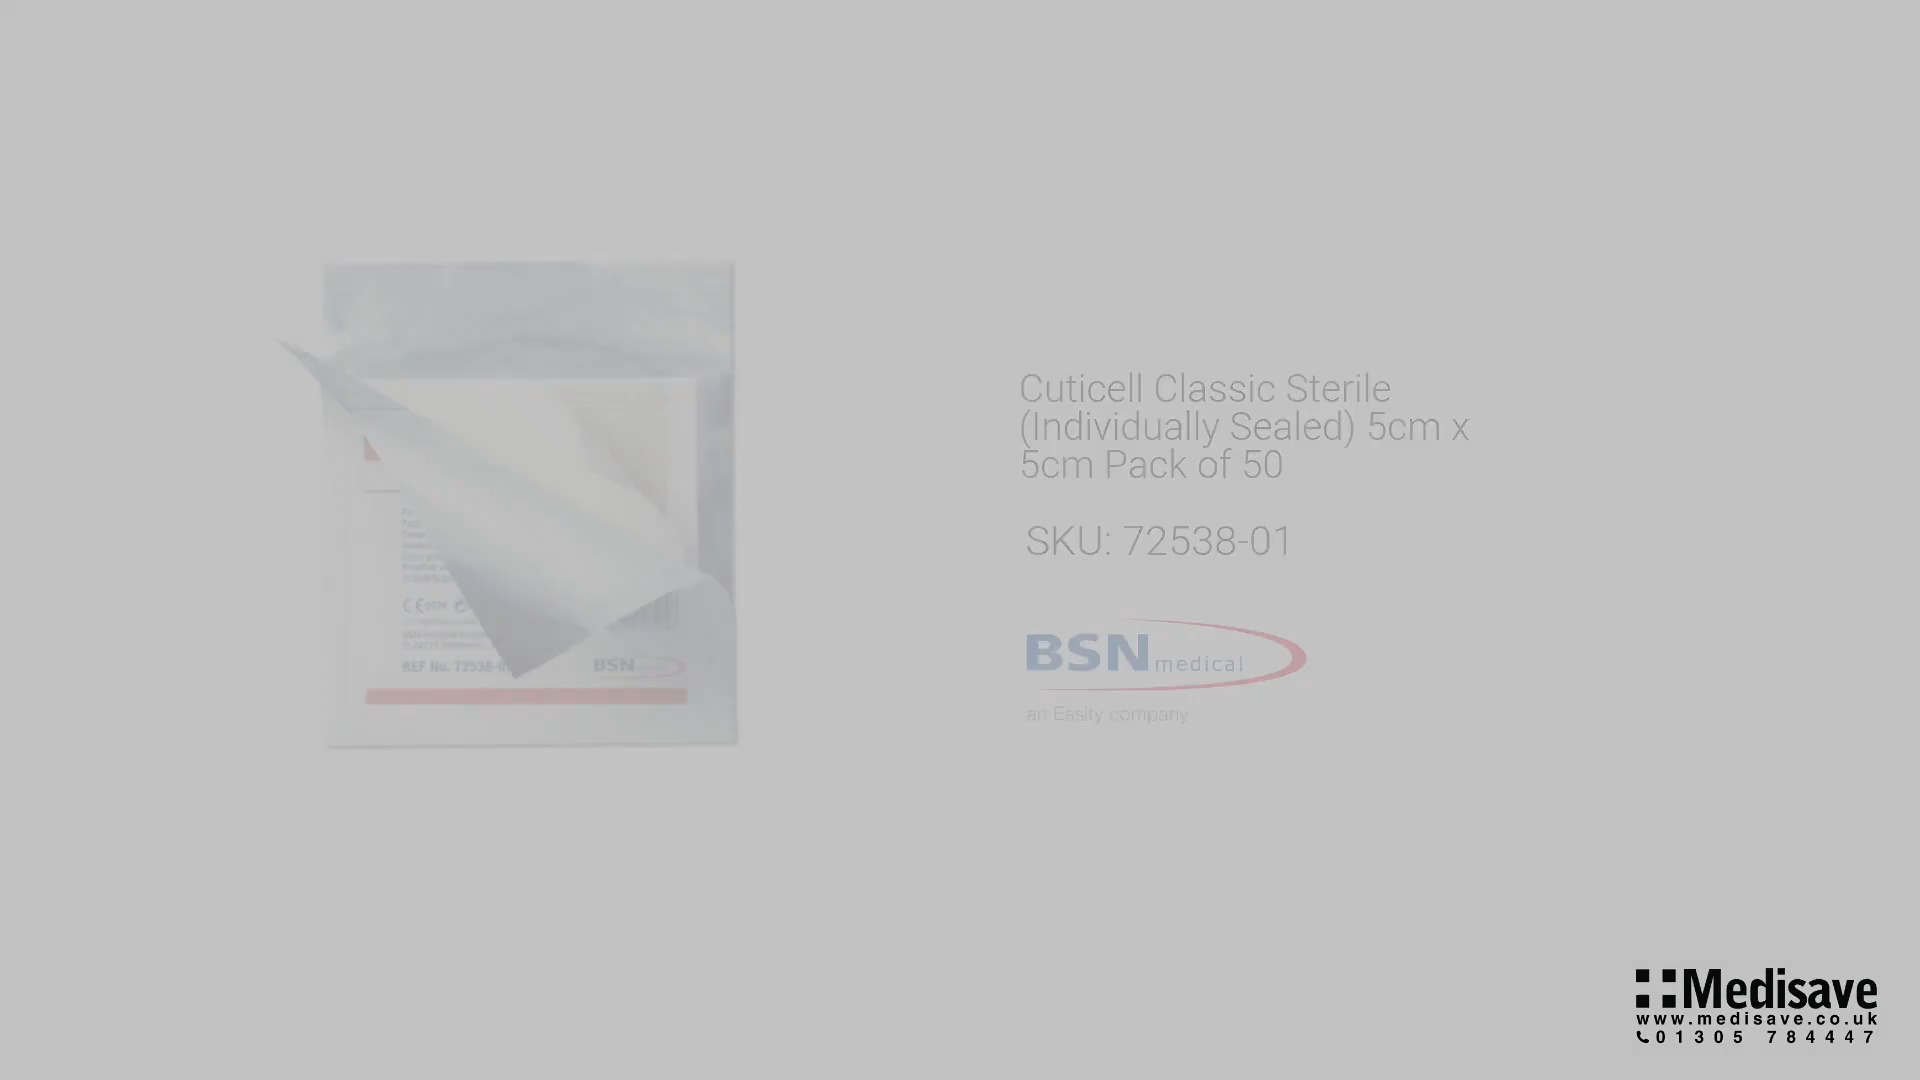 Cuticell Classic Sterile
(Individually Sealed) 5cm x
5cm Pack of 50
SKU: 72538-01
BSN medical
an Essity company
REF No. 72538-01
BSN
Medisave
www.medisave.co.uk
01305 784447